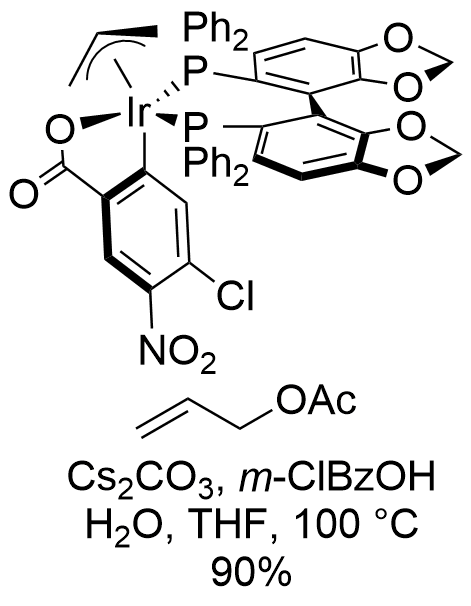 Ph₂
P
O
O
Ir
O
P
Ph₂
O
O
O
Cl
NO₂
OAc
Cs₂CO₃, m-ClBzOH
H₂O, THF, 100 °C
90%